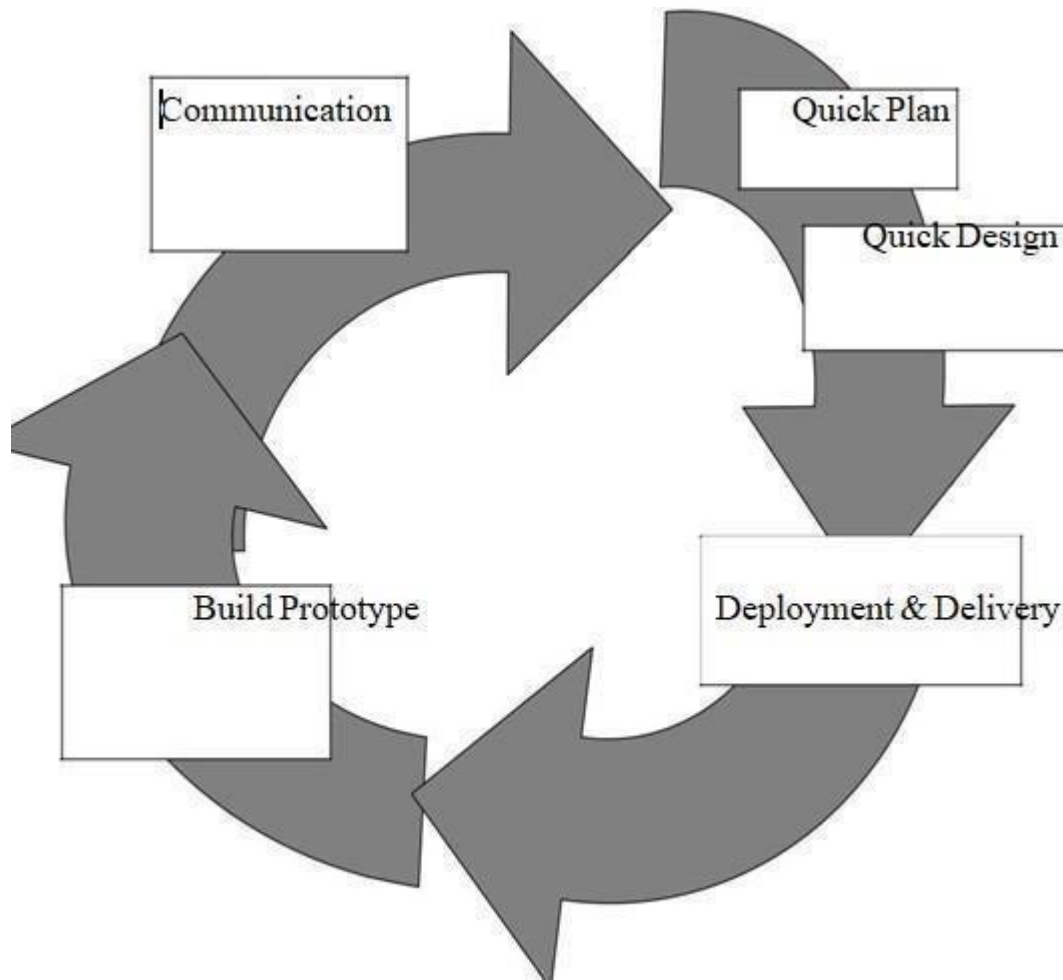 Communication
Quick Plan
Quick Design
Build Prototype
Deployment & Delivery